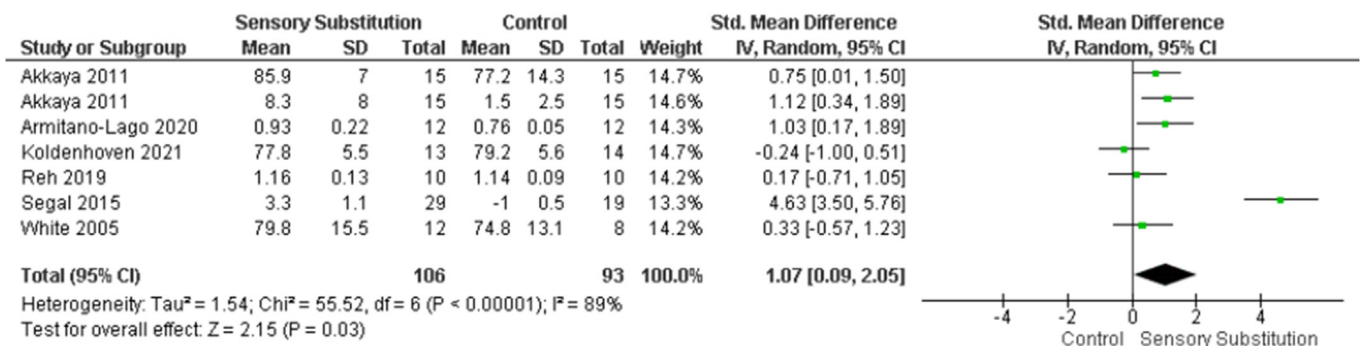 Sensory Substitution Control Std. Mean Difference Std. Mean Difference
Study or Subgroup Mean SD Total Mean SD Total Weight IV, Random, 95% CI IV, Random, 95% CI
Akkaya 2011 85.9 7 15 77.2 14.3 15 14.7% 0.75 [0.01, 1.50]
Akkaya 2011 8.3 8 15 1.5 2.5 15 14.6% 1.12 [0.34, 1.89]
Armitano-Lago 2020 0.93 0.22 12 0.76 0.05 12 14.3% 1.03 [0.17, 1.89]
Koldenhoven 2021 77.8 5.5 13 79.2 5.6 14 14.7% -0.24 [-1.00, 0.51]
Reh 2019 1.16 0.13 10 1.14 0.09 10 14.2% 0.17 [-0.71, 1.05]
Segal 2015 3.3 1.1 29 -1 0.5 19 13.3% 4.63 [3.50, 5.76]
White 2005 79.8 15.5 12 74.8 13.1 8 14.2% 0.33 [-0.57, 1.23]
Total (95% CI) 106 93 100.0% 1.07 [0.09, 2.05]
Heterogeneity: Tau² = 1.54; Chi² = 55.52, df = 6 (P < 0.00001); I² = 89%
Test for overall effect: Z = 2.15 (P = 0.03)
-4 -2 0 2 4
Control Sensory Substitution